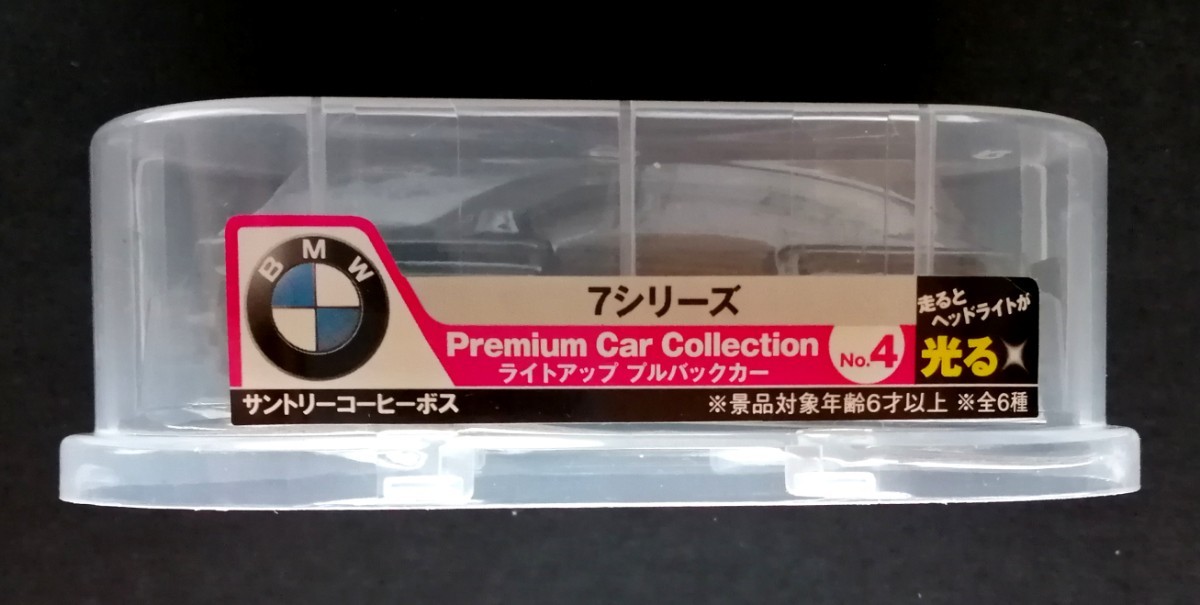 BMW
7シリーズ
Premium Car Collection
ライトアップ プルバックカー
No.4
走ると
ヘッドライトが
光る
サントリーコーヒーボス
※景品対象年齢6才以上 ※全6種